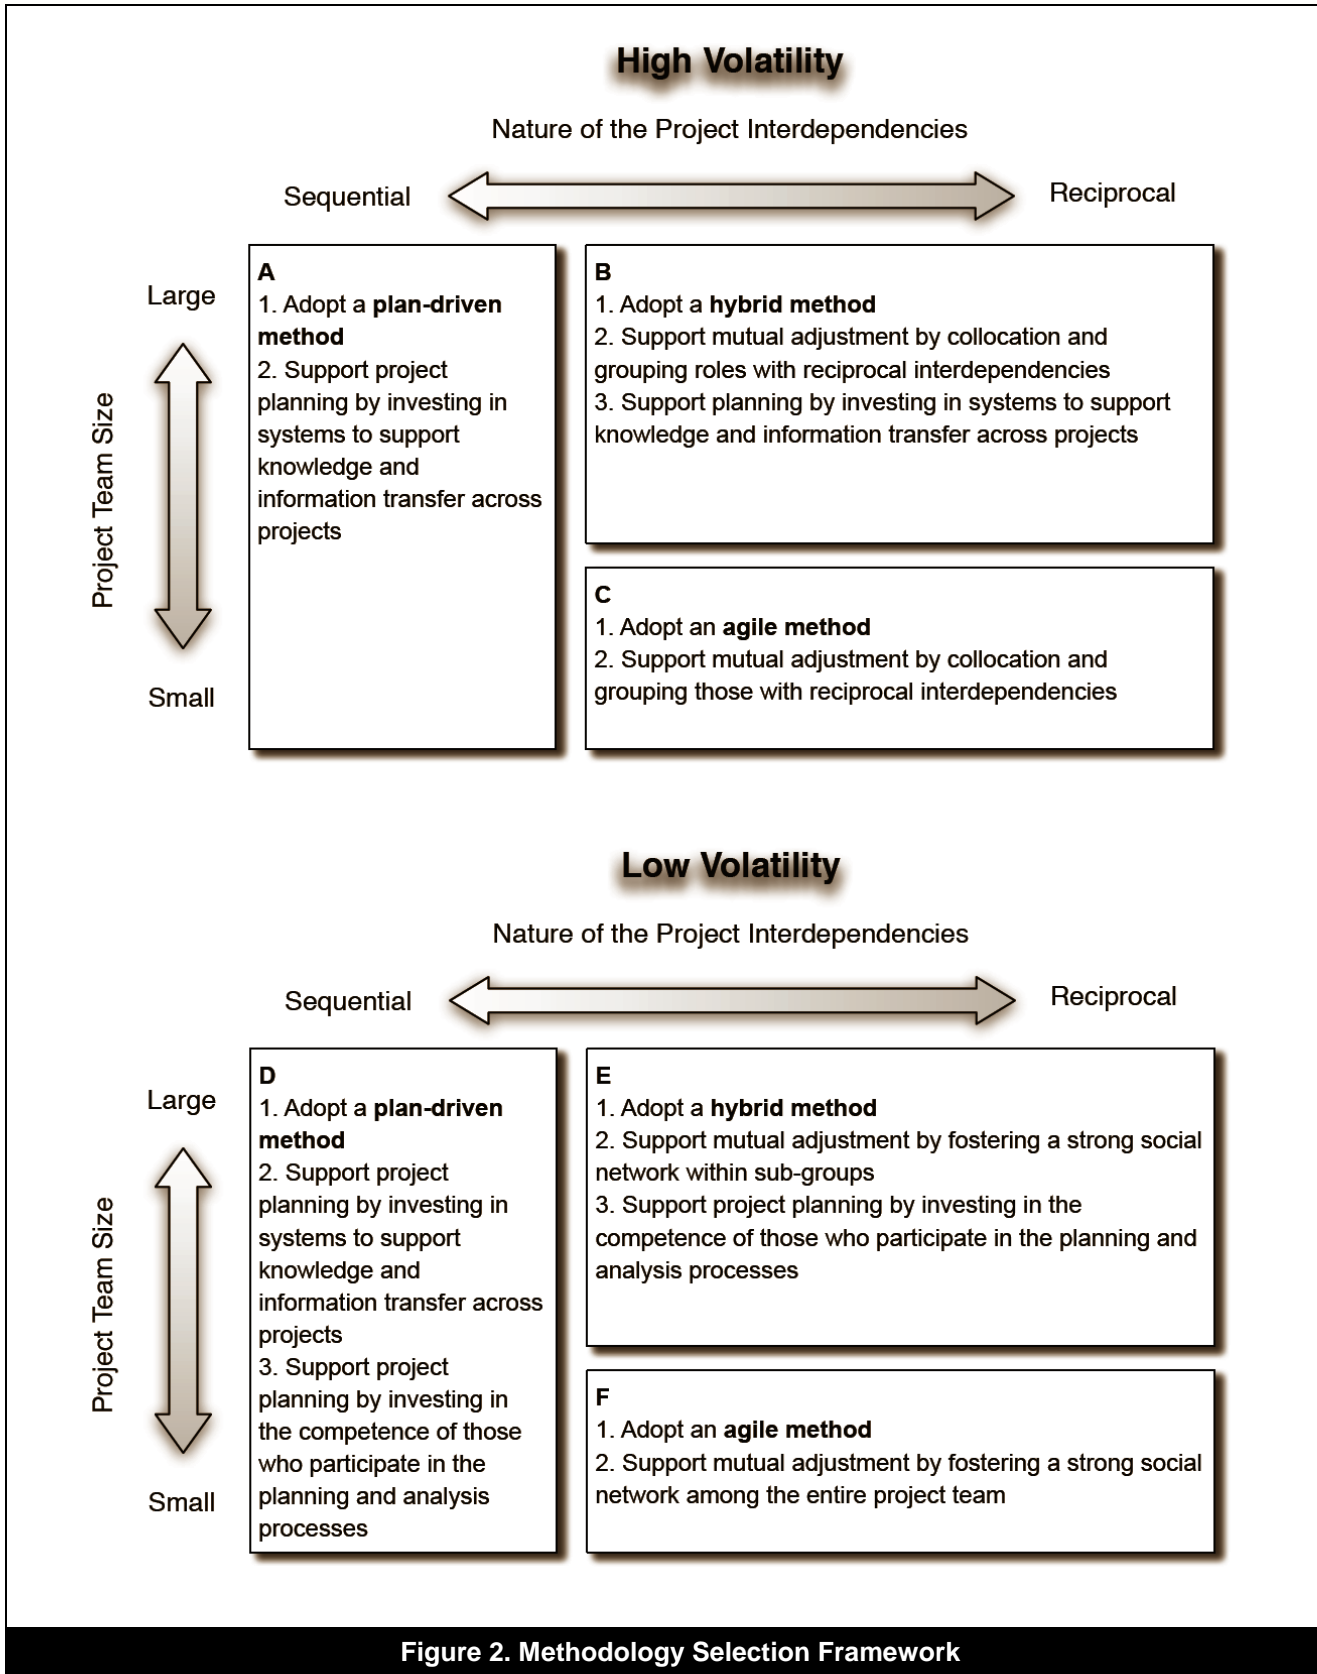 High Volatility
Nature of the Project Interdependencies
Sequential
Reciprocal
Large
Project Team Size
Small
A
1. Adopt a plan-driven
method
2. Support project
planning by investing in
systems to support
knowledge and
information transfer across
projects
B
1. Adopt a hybrid method
2. Support mutual adjustment by collocation and
grouping roles with reciprocal interdependencies
3. Support planning by investing in systems to support
knowledge and information transfer across projects
C
1. Adopt an agile method
2. Support mutual adjustment by collocation and
grouping those with reciprocal interdependencies
Low Volatility
Nature of the Project Interdependencies
Sequential
Reciprocal
Large
Project Team Size
Small
D
1. Adopt a plan-driven
method
2. Support project
planning by investing in
systems to support
knowledge and
information transfer across
projects
3. Support project
planning by investing in
the competence of those
who participate in the
planning and analysis
processes
E
1. Adopt a hybrid method
2. Support mutual adjustment by fostering a strong social
network within sub-groups
3. Support project planning by investing in the
competence of those who participate in the planning and
analysis processes
F
1. Adopt an agile method
2. Support mutual adjustment by fostering a strong social
network among the entire project team
Figure 2. Methodology Selection Framework